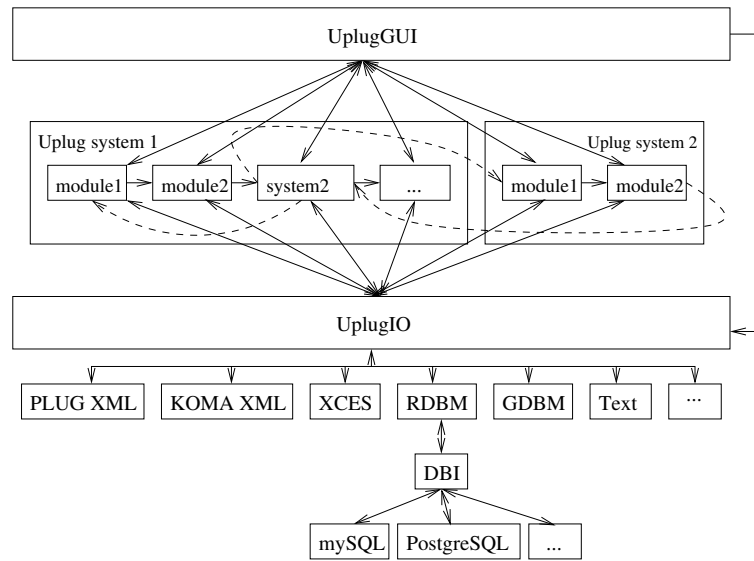 UplugGUI
Uplug system 1
Uplug system 2
module1
module2
system2
...
module1
module2
UplugIO
PLUG XML
KOMA XML
XCES
RDBM
GDBM
Text
...
DBI
mySQL
PostgreSQL
...